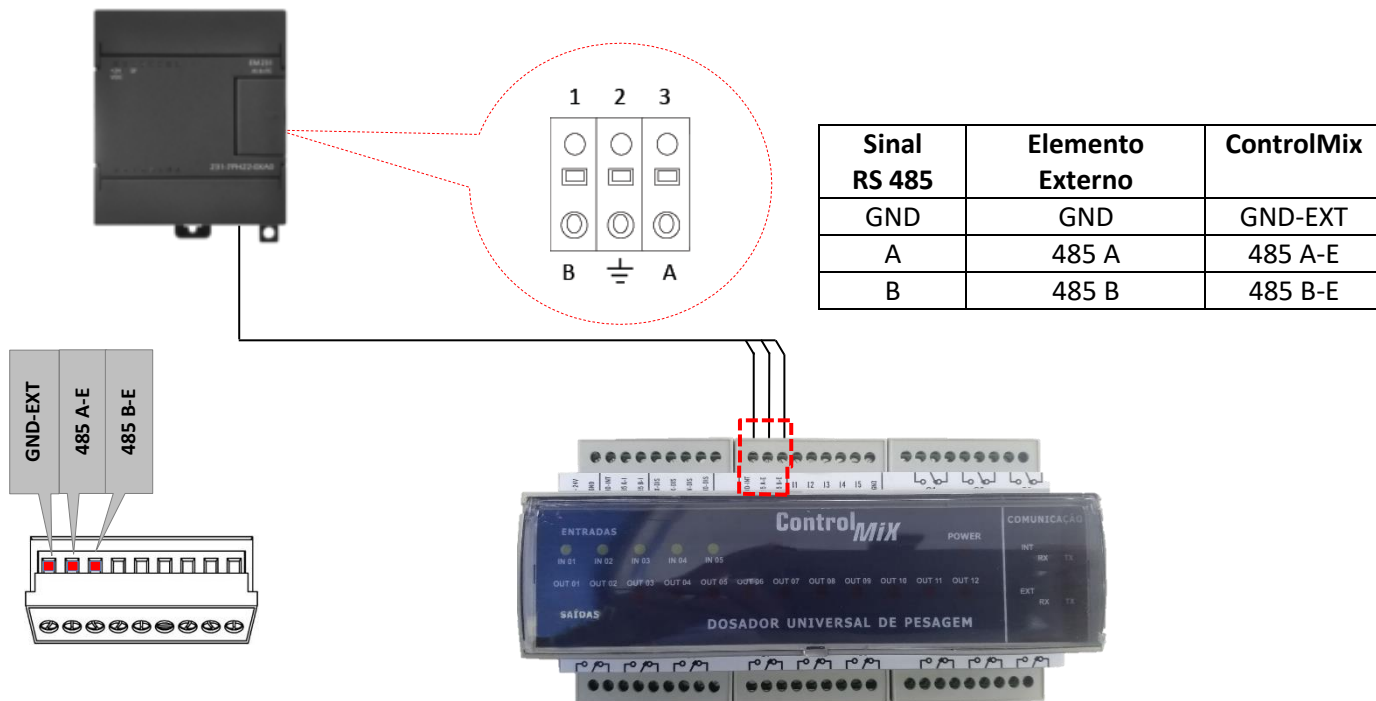 EM 231
231-7PH22-0XA0
1 2 3
B A
Sinal RS 485 Elemento Externo ControlMix
GND GND GND-EXT
A 485 A 485 A-E
B 485 B 485 B-E
GND-EXT
485 A-E
485 B-E
I1 I2 I3 I4 I5 GND
ControlMiX
ENTRADAS
POWER
COMUNICAÇÃO
IN 01 IN 02 IN 03 IN 04 IN 05
INT
RX TX
OUT 01 OUT 02 OUT 03 OUT 04 OUT 05 OUT 06 OUT 07 OUT 08 OUT 09 OUT 10 OUT 11 OUT 12
EXT
RX TX
SAÍDAS
DOSADOR UNIVERSAL DE PESAGEM